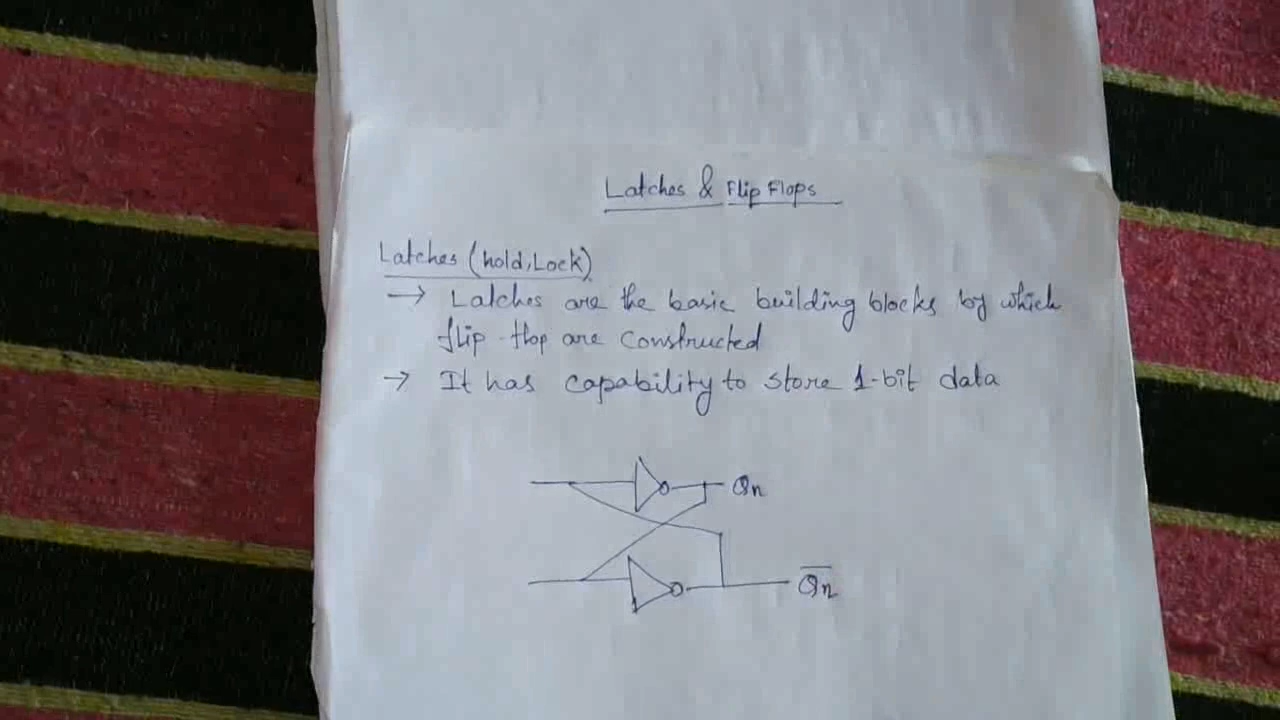 Latches & Flip Flops
Latches (hold, Lock)
→ Latches are the basic building blocks by which
flip-flop are constructed
→ It has capability to store 1-bit data
Qn
Q̅n